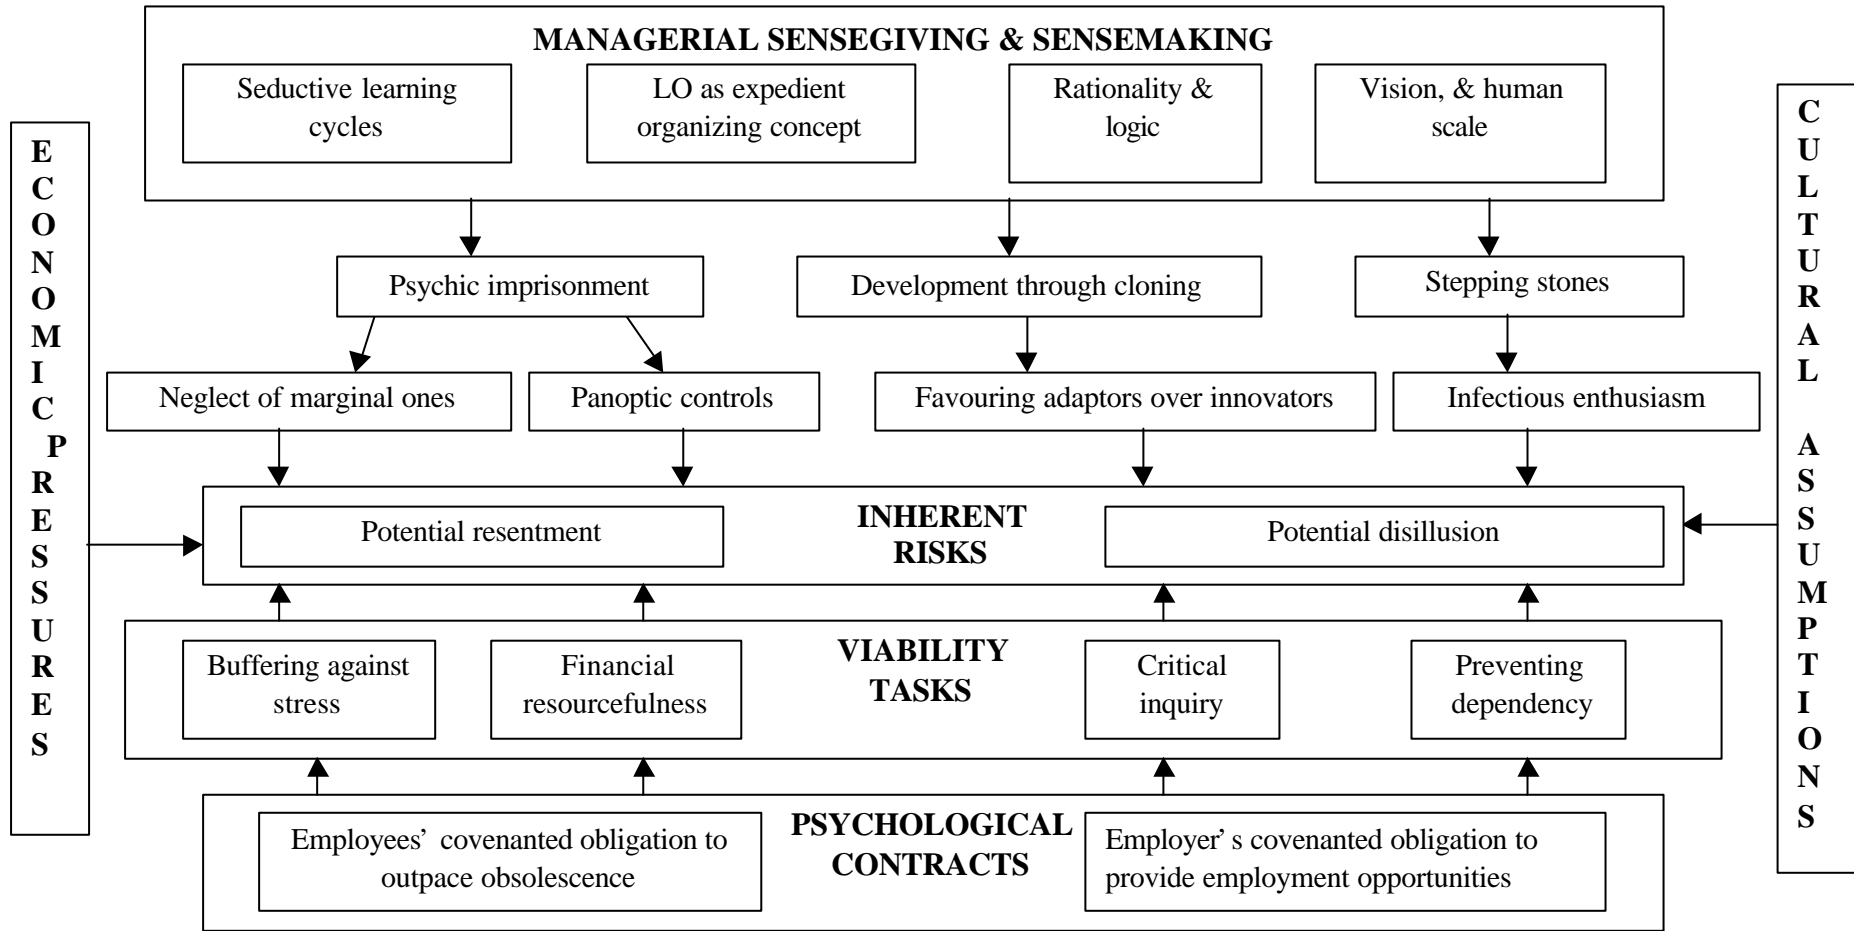 MANAGERIAL SENSEGIVING & SENSEMAKING
Seductive learning
cycles
LO as expedient
organizing concept
Rationality &
logic
Vision, & human
scale
ECONOMIC PRESSURES
CULTURAL ASSUMPTIONS
Psychic imprisonment
Development through cloning
Stepping stones
Neglect of marginal ones
Panoptic controls
Favouring adaptors over innovators
Infectious enthusiasm
INHERENT
RISKS
Potential resentment
Potential disillusion
VIABILITY
TASKS
Buffering against
stress
Financial
resourcefulness
Critical
inquiry
Preventing
dependency
PSYCHOLOGICAL
CONTRACTS
Employees' covenanted obligation to
outpace obsolescence
Employer's covenanted obligation to
provide employment opportunities